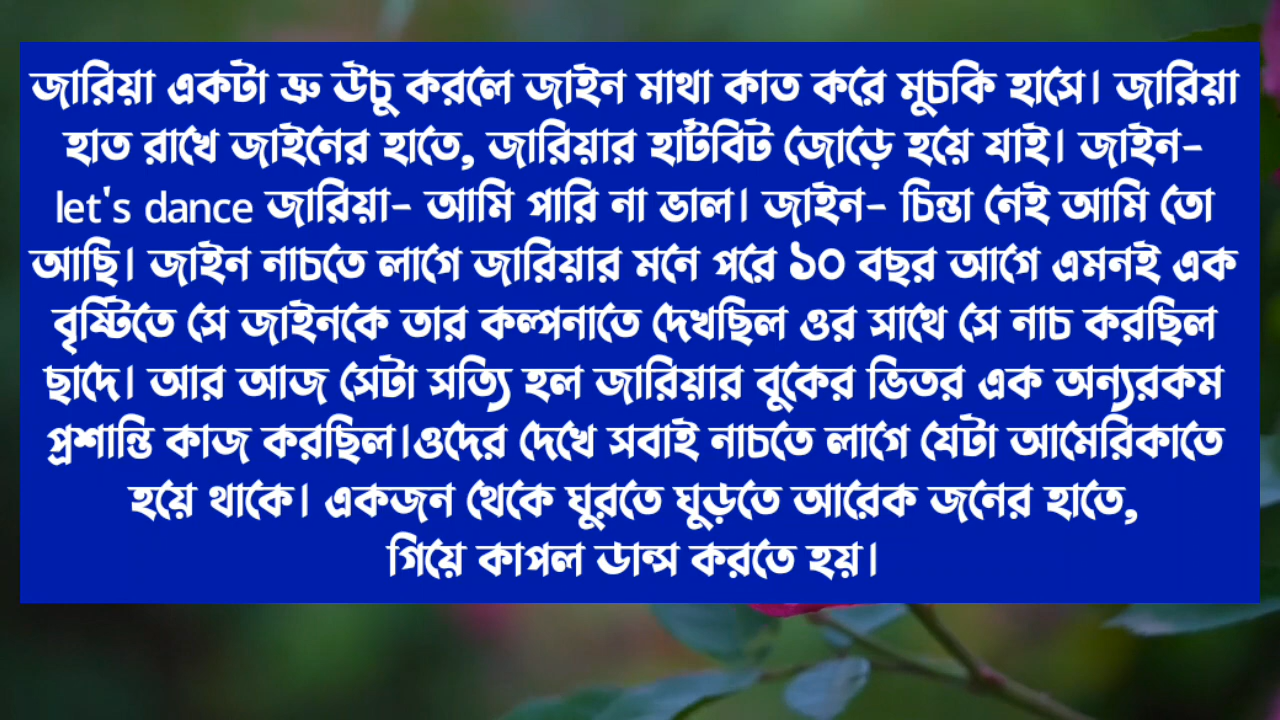 জারিয়া একটা ভ্রু উঁচু করলে জাইন মাথা কাত করে মুচকি হাসে। জারিয়া
হাত রাখে জাইনের হাতে, জারিয়ার হার্টবিট জোড়ে হয়ে যাই। জাইন-
let's dance জারিয়া- আমি পারি না ভাল। জাইন- চিন্তা নেই আমি তো
আছি। জাইন নাচতে লাগে জারিয়ার মনে পরে ১০ বছর আগে এমনই এক
বৃষ্টিতে সে জাইনকে তার কল্পনাতে দেখছিল ওর সাথে সে নাচ করছিল
ছাদে। আর আজ সেটা সত্যি হল জারিয়ার বুকের ভিতর এক অন্যরকম
প্রশান্তি কাজ করছিল।ওদের দেখে সবাই নাচতে লাগে যেটা আমেরিকাতে
হয়ে থাকে। একজন থেকে ঘুরতে ঘুড়তে আরেক জনের হাতে,
গিয়ে কাপল ডান্স করতে হয়।